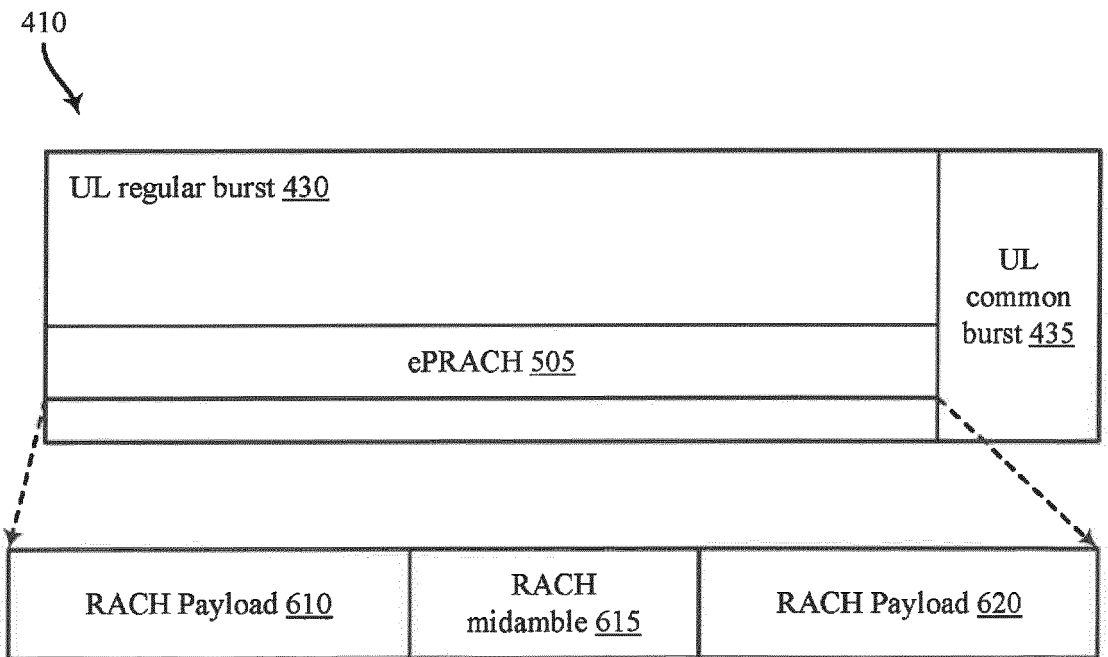 410
UL regular burst 430
UL
common
burst 435
ePRACH 505
RACH Payload 610
RACH
midamble 615
RACH Payload 620